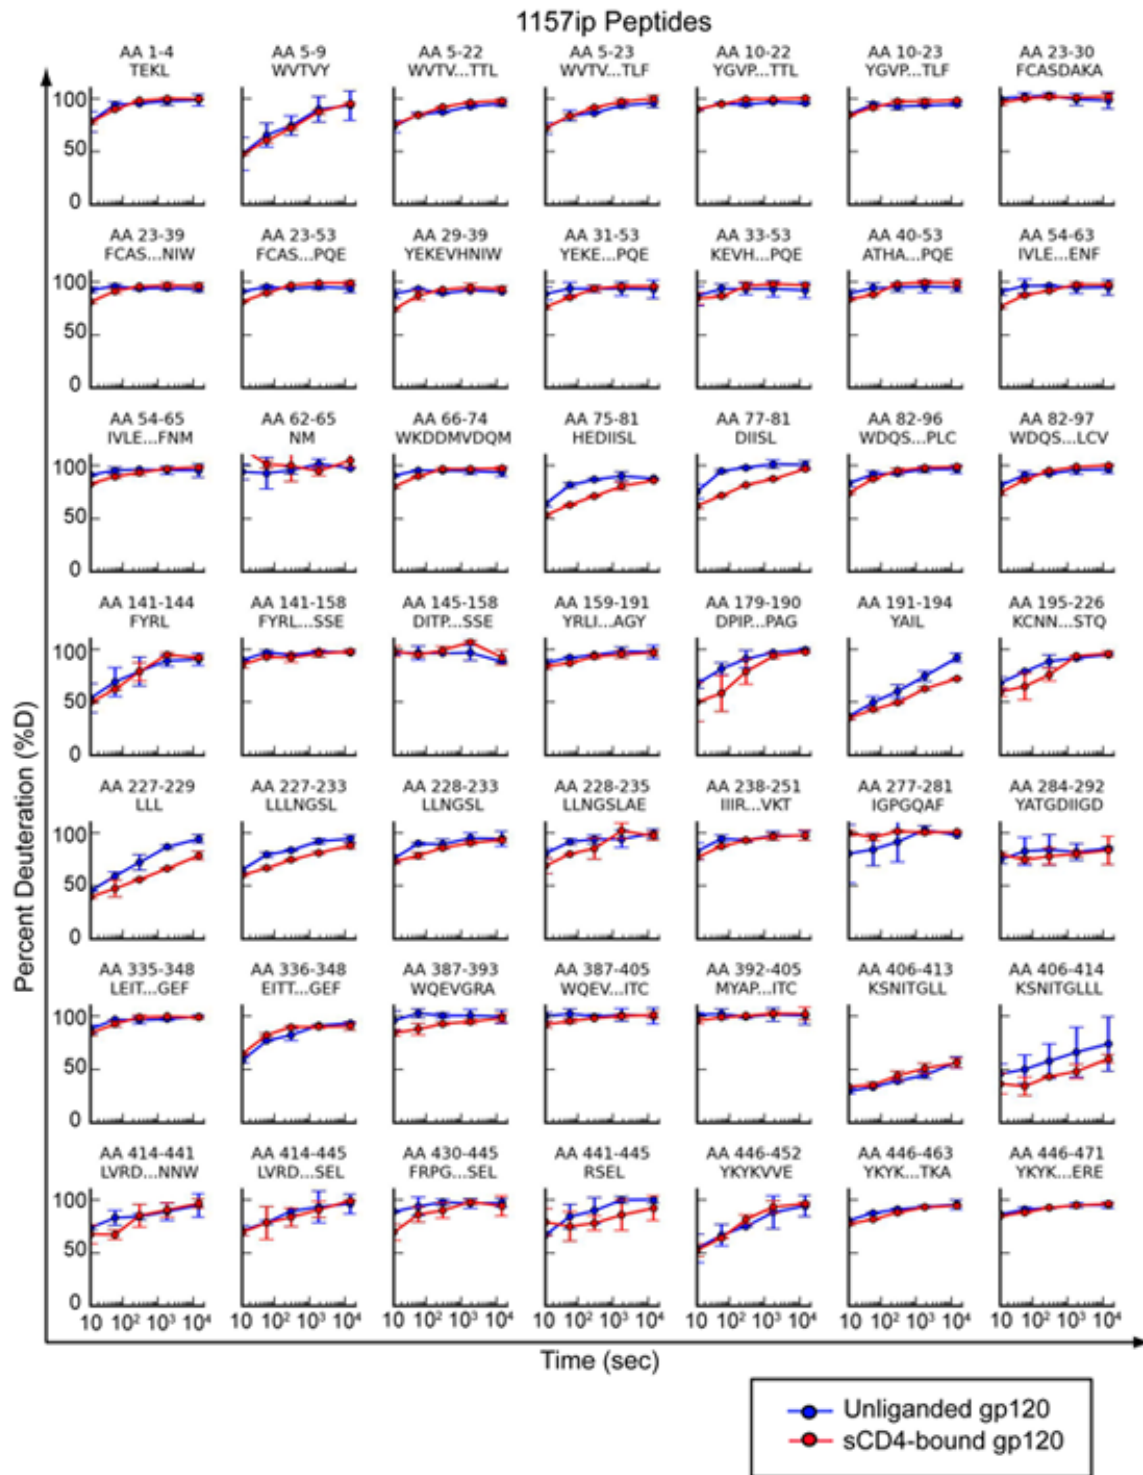 1157ip Peptides
AA 1-4 AA 5-9 AA 5-22 AA 5-23 AA 10-22 AA 10-23 AA 23-30
TEKL WVTVY WVTV...TTL WVTV...TLF YGVP...TTL YGVP...TLF FCASDAKA
100
50
0
AA 23-39 AA 23-53 AA 29-39 AA 31-53 AA 33-53 AA 40-53 AA 54-63
FCAS...NIW FCAS...PQE YEKEVHNIW YEKE...PQE KEVH...PQE ATHA...PQE IVLE...ENF
100
50
0
AA 54-65 AA 62-65 AA 66-74 AA 75-81 AA 77-81 AA 82-96 AA 82-97
IVLE...FNM NM WKDDMVDQM HEDIISL DIISL WDQS...PLC WDQS...LCV
100
50
0
AA 141-144 AA 141-158 AA 145-158 AA 159-191 AA 179-190 AA 191-194 AA 195-226
FYRL FYRL...SSE DITP...SSE YRLI...AGY DPIP...PAG YAIL KCNN...STQ
100
50
0
AA 227-229 AA 227-233 AA 228-233 AA 228-235 AA 238-251 AA 277-281 AA 284-292
LLL LLLNGSL LLNGSL LLNGSLAE IIIR...VKT IGPGQAF YATGDIIGD
100
50
0
AA 335-348 AA 336-348 AA 387-393 AA 387-405 AA 392-405 AA 406-413 AA 406-414
LEIT...GEF EITT...GEF WQEVGRA WQEV...ITC MYAP...ITC KSNITGLL KSNITGLLL
100
50
0
AA 414-441 AA 414-445 AA 430-445 AA 441-445 AA 446-452 AA 446-463 AA 446-471
LVRD...NNW LVRD...SEL FRPG...SEL RSEL YKYKVVE YKYK...TKA YKYK...ERE
100
50
0
10 10² 10³ 10⁴ 10 10² 10³ 10⁴ 10 10² 10³ 10⁴ 10 10² 10³ 10⁴ 10 10² 10³ 10⁴ 10 10² 10³ 10⁴ 10 10² 10³ 10⁴
Percent Deuteration (%D)
Time (sec)
Unliganded gp120
sCD4-bound gp120